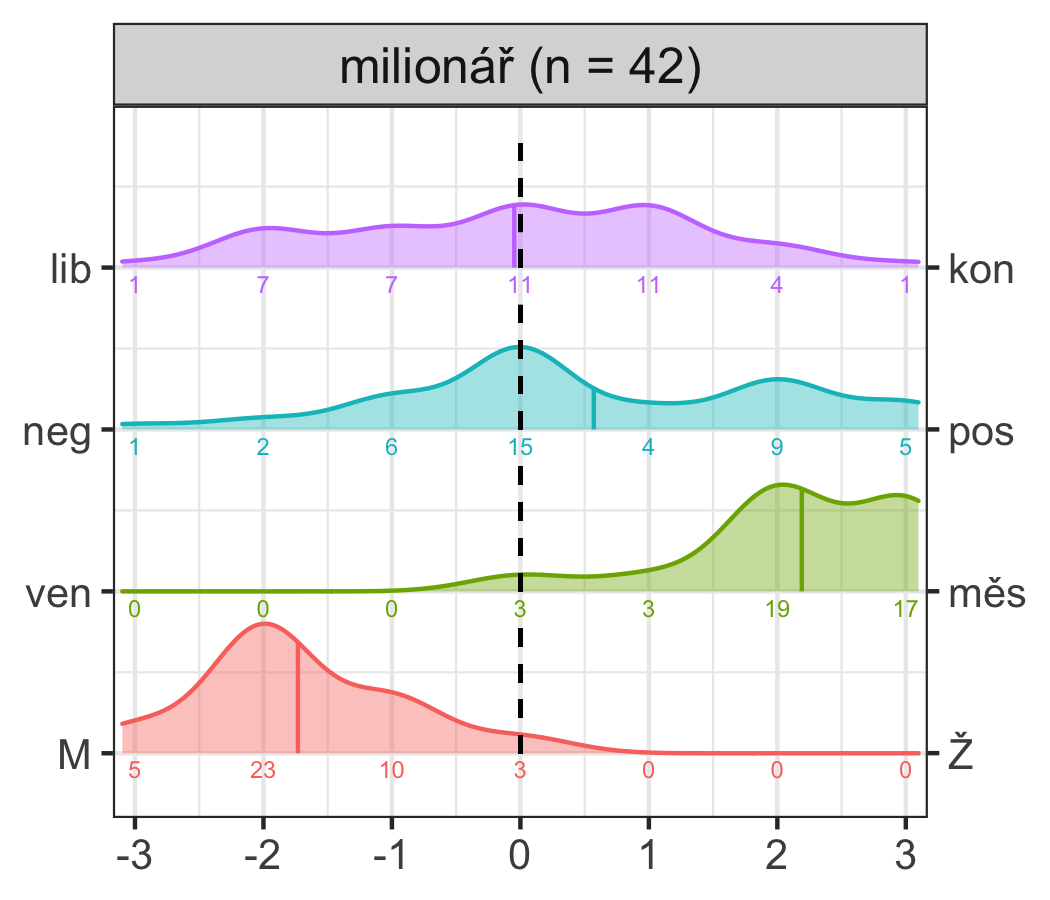 milionář (n = 42)
lib kon
1 7 7 11 11 4 1
neg pos
1 2 6 15 4 9 5
ven měs
0 0 0 3 3 19 17
M Ž
5 23 10 3 0 0 0
-3 -2 -1 0 1 2 3